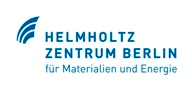 HELMHOLTZ
ZENTRUM BERLIN
für Materialien und Energie